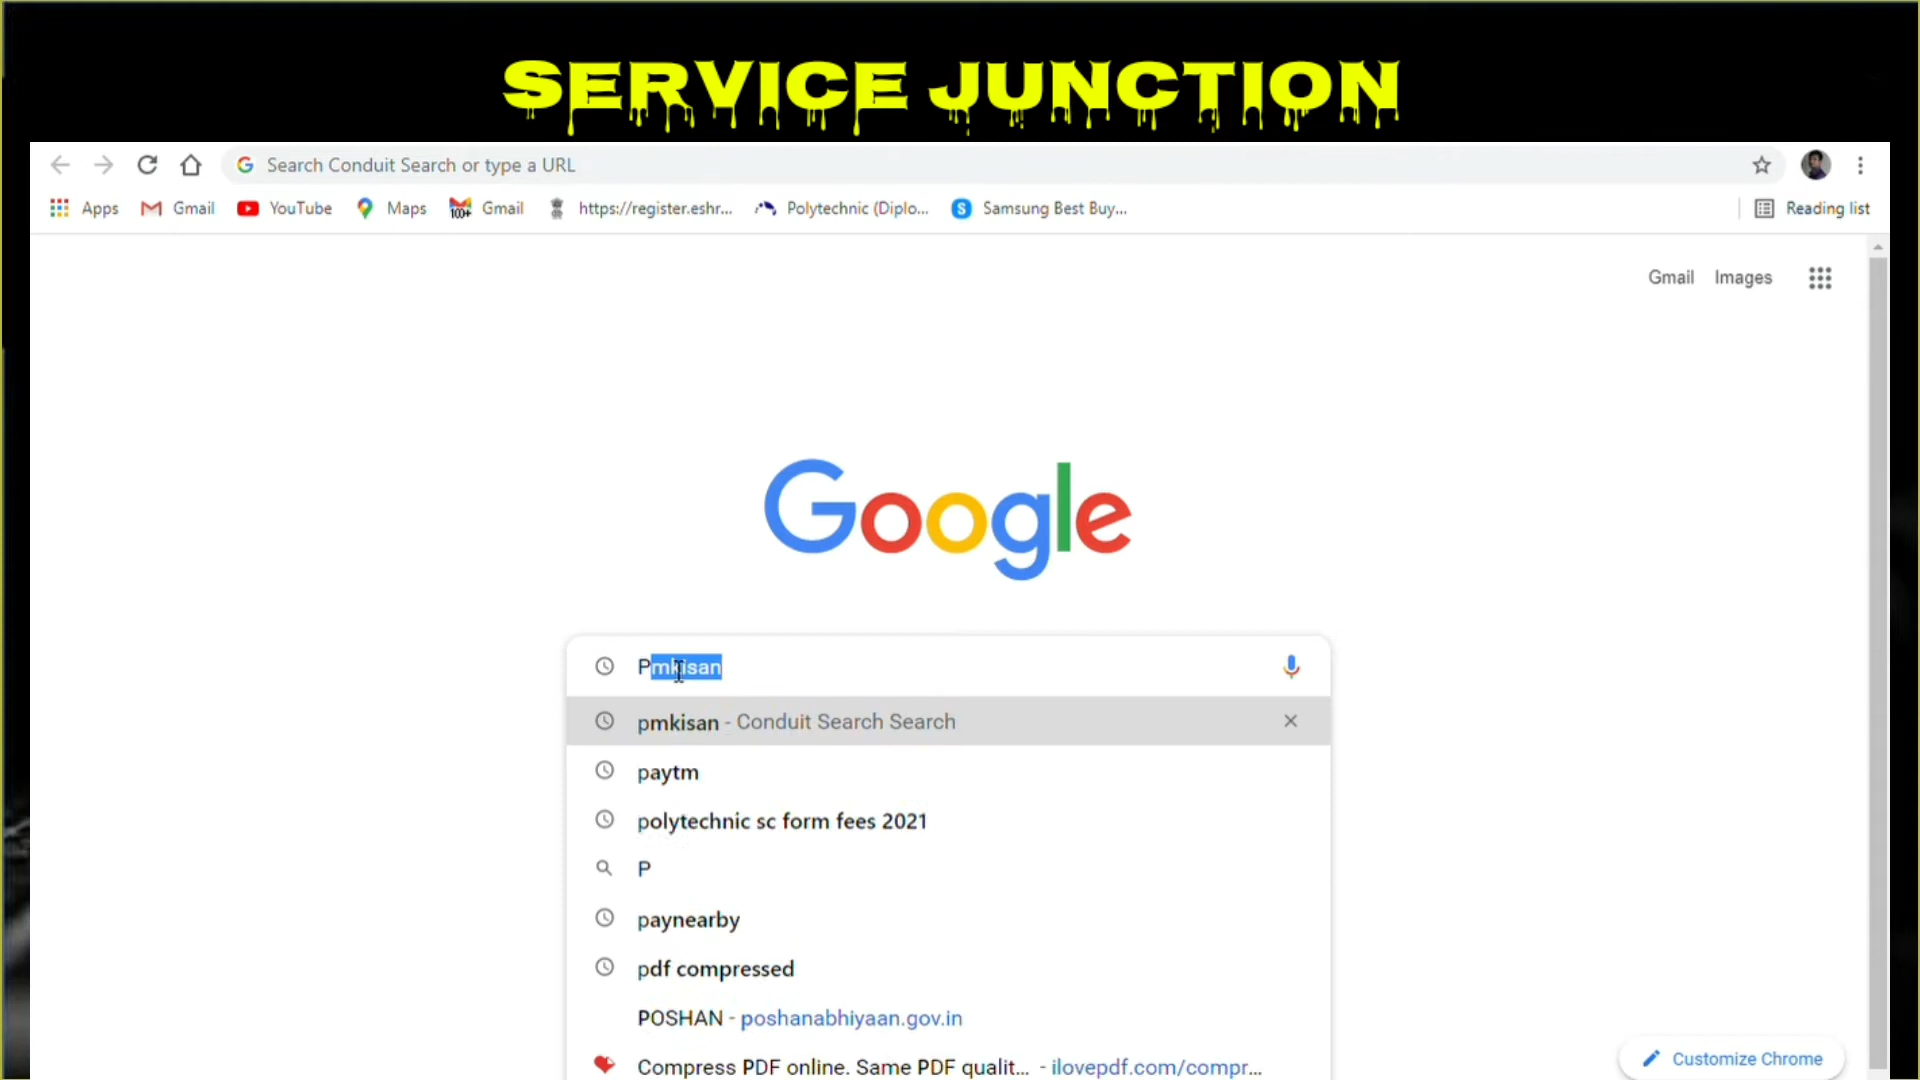 SERVICE JUNCTION
Search Conduit Search or type a URL
Apps Gmail YouTube Maps 100+ Gmail https://register.eshr... Polytechnic (Diplo... S Samsung Best Buy... Reading list
Gmail Images
Google
Pmkisan
pmkisan - Conduit Search Search
paytm
polytechnic sc form fees 2021
P
paynearby
pdf compressed
POSHAN - poshanabhiyaan.gov.in
Compress PDF online. Same PDF qualit... - ilovepdf.com/compr...
Customize Chrome